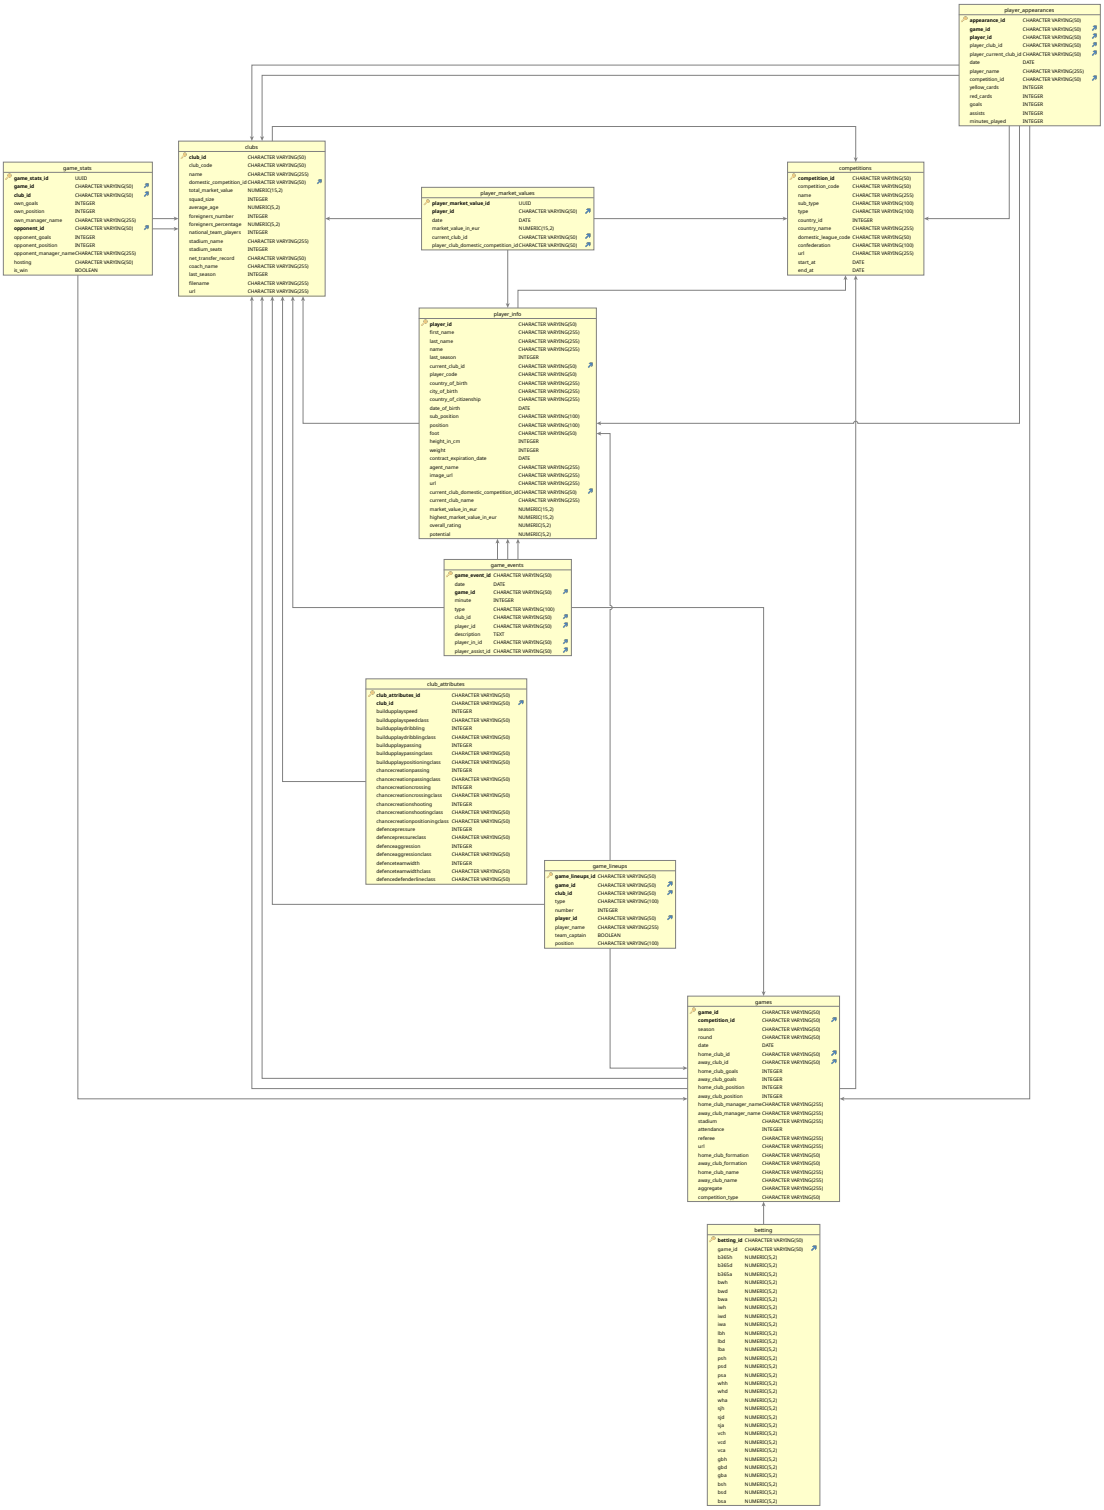 player_appearances
appearance_id CHARACTER VARYING(50)
game_id CHARACTER VARYING(50)
player_id CHARACTER VARYING(50)
player_club_id CHARACTER VARYING(50)
player_current_club_id CHARACTER VARYING(50)
date DATE
player_name CHARACTER VARYING(255)
competition_id CHARACTER VARYING(50)
yellow_cards INTEGER
red_cards INTEGER
goals INTEGER
assists INTEGER
minutes_played INTEGER
clubs
club_id CHARACTER VARYING(50)
club_code CHARACTER VARYING(50)
name CHARACTER VARYING(255)
domestic_competition_id CHARACTER VARYING(50)
total_market_value NUMERIC(15,2)
squad_size INTEGER
average_age NUMERIC(5,2)
foreigners_number INTEGER
foreigners_percentage NUMERIC(5,2)
national_team_players INTEGER
stadium_name CHARACTER VARYING(255)
stadium_seats INTEGER
net_transfer_record CHARACTER VARYING(50)
coach_name CHARACTER VARYING(255)
last_season INTEGER
filename CHARACTER VARYING(255)
url CHARACTER VARYING(255)
game_stats
game_stats_id UUID
game_id CHARACTER VARYING(50)
club_id CHARACTER VARYING(50)
own_goals INTEGER
own_position INTEGER
own_manager_name CHARACTER VARYING(255)
opponent_id CHARACTER VARYING(50)
opponent_goals INTEGER
opponent_position INTEGER
opponent_manager_name CHARACTER VARYING(255)
hosting CHARACTER VARYING(50)
is_win BOOLEAN
competitions
competition_id CHARACTER VARYING(50)
competition_code CHARACTER VARYING(50)
name CHARACTER VARYING(255)
sub_type CHARACTER VARYING(100)
type CHARACTER VARYING(100)
country_id INTEGER
country_name CHARACTER VARYING(255)
domestic_league_code CHARACTER VARYING(50)
confederation CHARACTER VARYING(100)
url CHARACTER VARYING(255)
start_at DATE
end_at DATE
player_market_values
player_market_value_id UUID
player_id CHARACTER VARYING(50)
date DATE
market_value_in_eur NUMERIC(15,2)
current_club_id CHARACTER VARYING(50)
player_club_domestic_competition_id CHARACTER VARYING(50)
player_info
player_id CHARACTER VARYING(50)
first_name CHARACTER VARYING(255)
last_name CHARACTER VARYING(255)
name CHARACTER VARYING(255)
last_season INTEGER
current_club_id CHARACTER VARYING(50)
player_code CHARACTER VARYING(50)
country_of_birth CHARACTER VARYING(255)
city_of_birth CHARACTER VARYING(255)
country_of_citizenship CHARACTER VARYING(255)
date_of_birth DATE
sub_position CHARACTER VARYING(100)
position CHARACTER VARYING(100)
foot CHARACTER VARYING(50)
height_in_cm INTEGER
weight INTEGER
contract_expiration_date DATE
agent_name CHARACTER VARYING(255)
image_url CHARACTER VARYING(255)
url CHARACTER VARYING(255)
current_club_domestic_competition_id CHARACTER VARYING(50)
current_club_name CHARACTER VARYING(255)
market_value_in_eur NUMERIC(15,2)
highest_market_value_in_eur NUMERIC(15,2)
overall_rating NUMERIC(5,2)
potential NUMERIC(5,2)
game_events
game_event_id CHARACTER VARYING(50)
date DATE
game_id CHARACTER VARYING(50)
minute INTEGER
type CHARACTER VARYING(100)
club_id CHARACTER VARYING(50)
player_id CHARACTER VARYING(50)
description TEXT
player_in_id CHARACTER VARYING(50)
player_assist_id CHARACTER VARYING(50)
club_attributes
club_attributes_id CHARACTER VARYING(50)
club_id CHARACTER VARYING(50)
buildupplayspeed INTEGER
buildupplayspeedclass CHARACTER VARYING(50)
buildupplaydribbling INTEGER
buildupplaydribblingclass CHARACTER VARYING(50)
buildupplaypassing INTEGER
buildupplaypassingclass CHARACTER VARYING(50)
buildupplaypositioningclass CHARACTER VARYING(50)
chancecreationpassing INTEGER
chancecreationpassingclass CHARACTER VARYING(50)
chancecreationcrossing INTEGER
chancecreationcrossingclass CHARACTER VARYING(50)
chancecreationshooting INTEGER
chancecreationshootingclass CHARACTER VARYING(50)
chancecreationpositioningclass CHARACTER VARYING(50)
defencepressure INTEGER
defencepressureclass CHARACTER VARYING(50)
defenceaggression INTEGER
defenceaggressionclass CHARACTER VARYING(50)
defenceteamwidth INTEGER
defenceteamwidthclass CHARACTER VARYING(50)
defencedefenderlineclass CHARACTER VARYING(50)
game_lineups
game_lineups_id CHARACTER VARYING(50)
game_id CHARACTER VARYING(50)
club_id CHARACTER VARYING(50)
type CHARACTER VARYING(100)
number INTEGER
player_id CHARACTER VARYING(50)
player_name CHARACTER VARYING(255)
team_captain BOOLEAN
position CHARACTER VARYING(100)
games
game_id CHARACTER VARYING(50)
competition_id CHARACTER VARYING(50)
season CHARACTER VARYING(50)
round CHARACTER VARYING(50)
date DATE
home_club_id CHARACTER VARYING(50)
away_club_id CHARACTER VARYING(50)
home_club_goals INTEGER
away_club_goals INTEGER
home_club_position INTEGER
away_club_position INTEGER
home_club_manager_name CHARACTER VARYING(255)
away_club_manager_name CHARACTER VARYING(255)
stadium CHARACTER VARYING(255)
attendance INTEGER
referee CHARACTER VARYING(255)
url CHARACTER VARYING(255)
home_club_formation CHARACTER VARYING(50)
away_club_formation CHARACTER VARYING(50)
home_club_name CHARACTER VARYING(255)
away_club_name CHARACTER VARYING(255)
aggregate CHARACTER VARYING(255)
competition_type CHARACTER VARYING(50)
betting
betting_id CHARACTER VARYING(50)
game_id CHARACTER VARYING(50)
b365h NUMERIC(5,2)
b365d NUMERIC(5,2)
b365a NUMERIC(5,2)
bwh NUMERIC(5,2)
bwd NUMERIC(5,2)
bwa NUMERIC(5,2)
iwh NUMERIC(5,2)
iwd NUMERIC(5,2)
iwa NUMERIC(5,2)
lbh NUMERIC(5,2)
lbd NUMERIC(5,2)
lba NUMERIC(5,2)
psh NUMERIC(5,2)
psd NUMERIC(5,2)
psa NUMERIC(5,2)
whh NUMERIC(5,2)
whd NUMERIC(5,2)
wha NUMERIC(5,2)
sjh NUMERIC(5,2)
sjd NUMERIC(5,2)
sja NUMERIC(5,2)
vch NUMERIC(5,2)
vcd NUMERIC(5,2)
vca NUMERIC(5,2)
gbh NUMERIC(5,2)
gbd NUMERIC(5,2)
gba NUMERIC(5,2)
bsh NUMERIC(5,2)
bsd NUMERIC(5,2)
bsa NUMERIC(5,2)